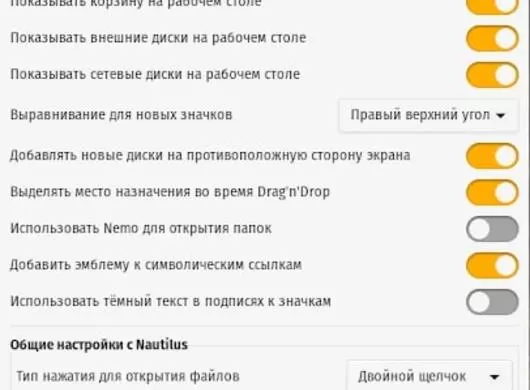 Показывать корзину на рабочем столе
Показывать внешние диски на рабочем столе
Показывать сетевые диски на рабочем столе
Выравнивание для новых значков Правый верхний угол
Добавлять новые диски на противоположную сторону экрана
Выделять место назначения во время Drag'n'Drop
Использовать Nemo для открытия папок
Добавить эмблему к символическим ссылкам
Использовать тёмный текст в подписях к значкам
Общие настройки с Nautilus
Тип нажатия для открытия файлов Двойной щелчок